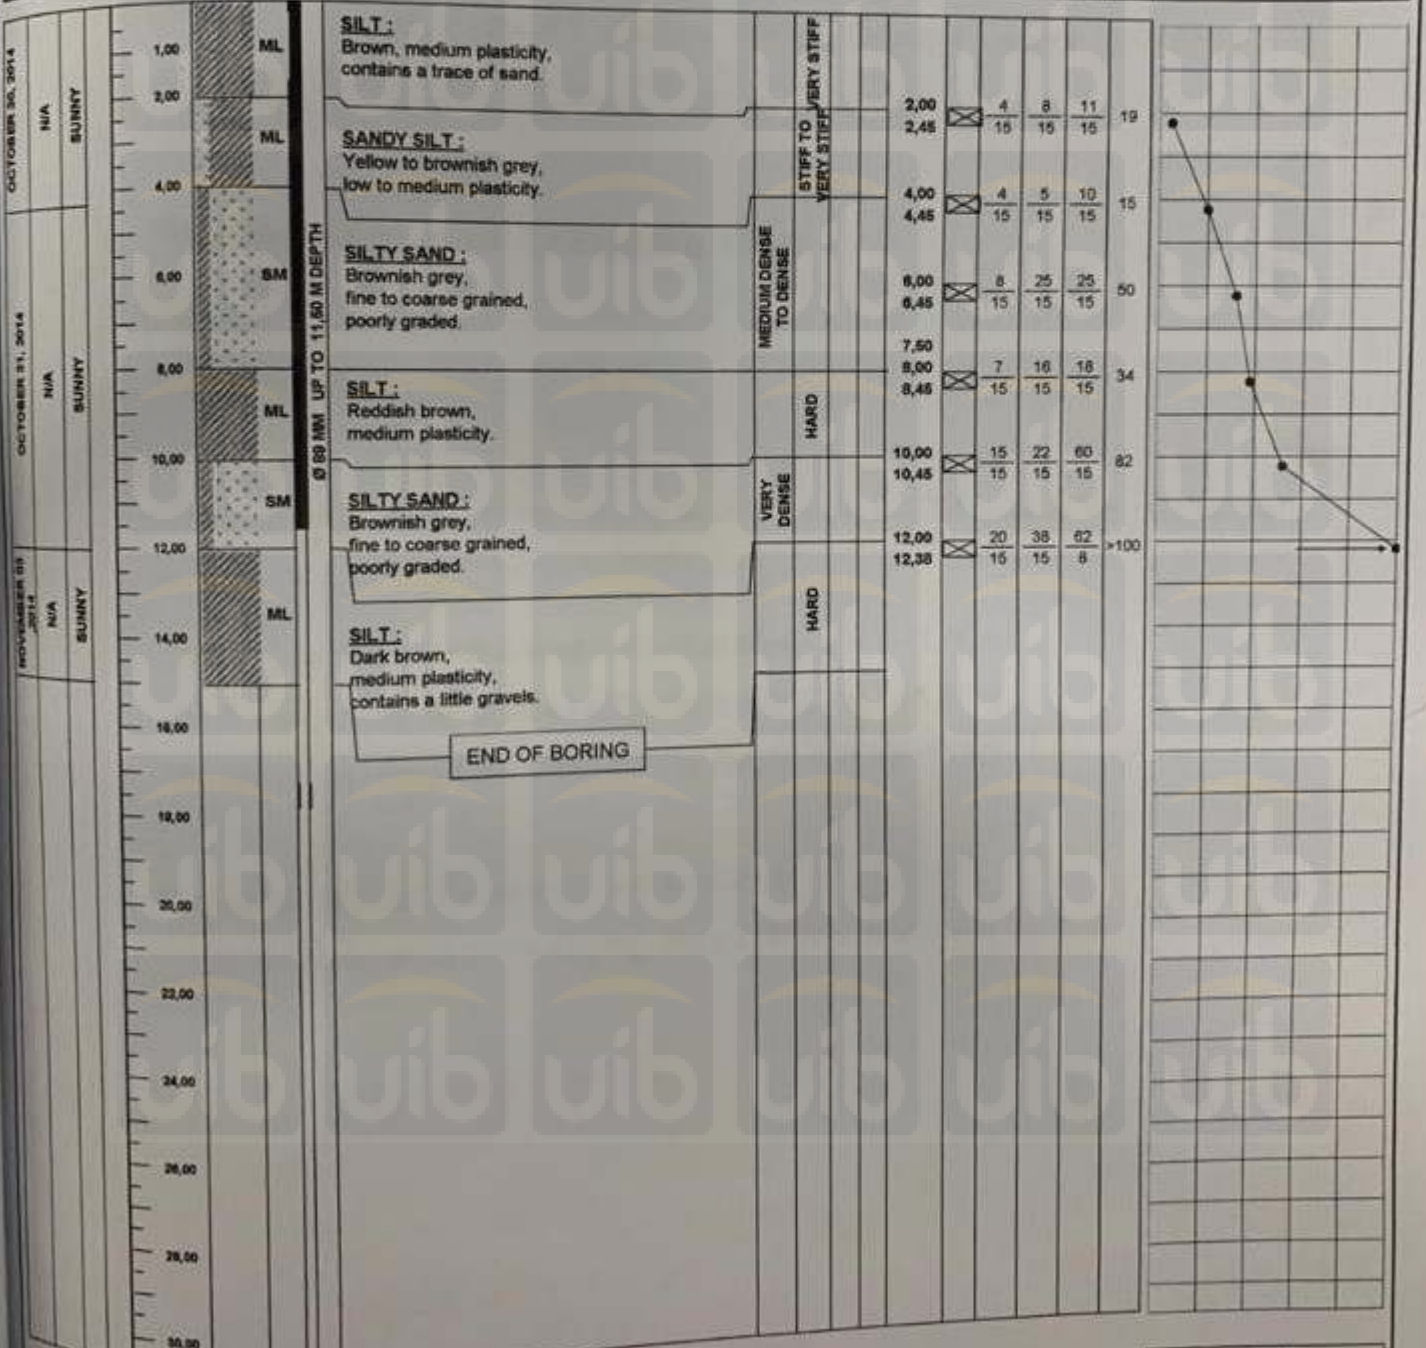 OCTOBER 30, 2014
N/A
SUNNY
OCTOBER 31, 2014
N/A
SUNNY
NOVEMBER 03
2014
N/A
SUNNY
1,00
2,00
4,00
6,00
8,00
10,00
12,00
14,00
16,00
18,00
20,00
22,00
24,00
26,00
28,00
30,00
ML
ML
SM
ML
SM
ML
Ø 89 MM UP TO 11,50 M DEPTH
SILT :
Brown, medium plasticity,
contains a trace of sand.
SANDY SILT :
Yellow to brownish grey,
low to medium plasticity.
SILTY SAND :
Brownish grey,
fine to coarse grained,
poorly graded.
SILT :
Reddish brown,
medium plasticity.
SILTY SAND :
Brownish grey,
fine to coarse grained,
poorly graded.
SILT :
Dark brown,
medium plasticity,
contains a little gravels.
END OF BORING
VERY STIFF
STIFF TO
VERY STIFF
MEDIUM DENSE
TO DENSE
HARD
VERY
DENSE
HARD
2,00 4 8 11
2,45 15 15 15 19
4,00 4 5 10
4,45 15 15 15 15
6,00 8 25 25
6,45 15 15 15 50
7,50
8,00 7 16 18
8,45 15 15 15 34
10,00 15 22 60
10,45 15 15 15 82
12,00 20 38 62
12,38 15 15 8 >100
uib